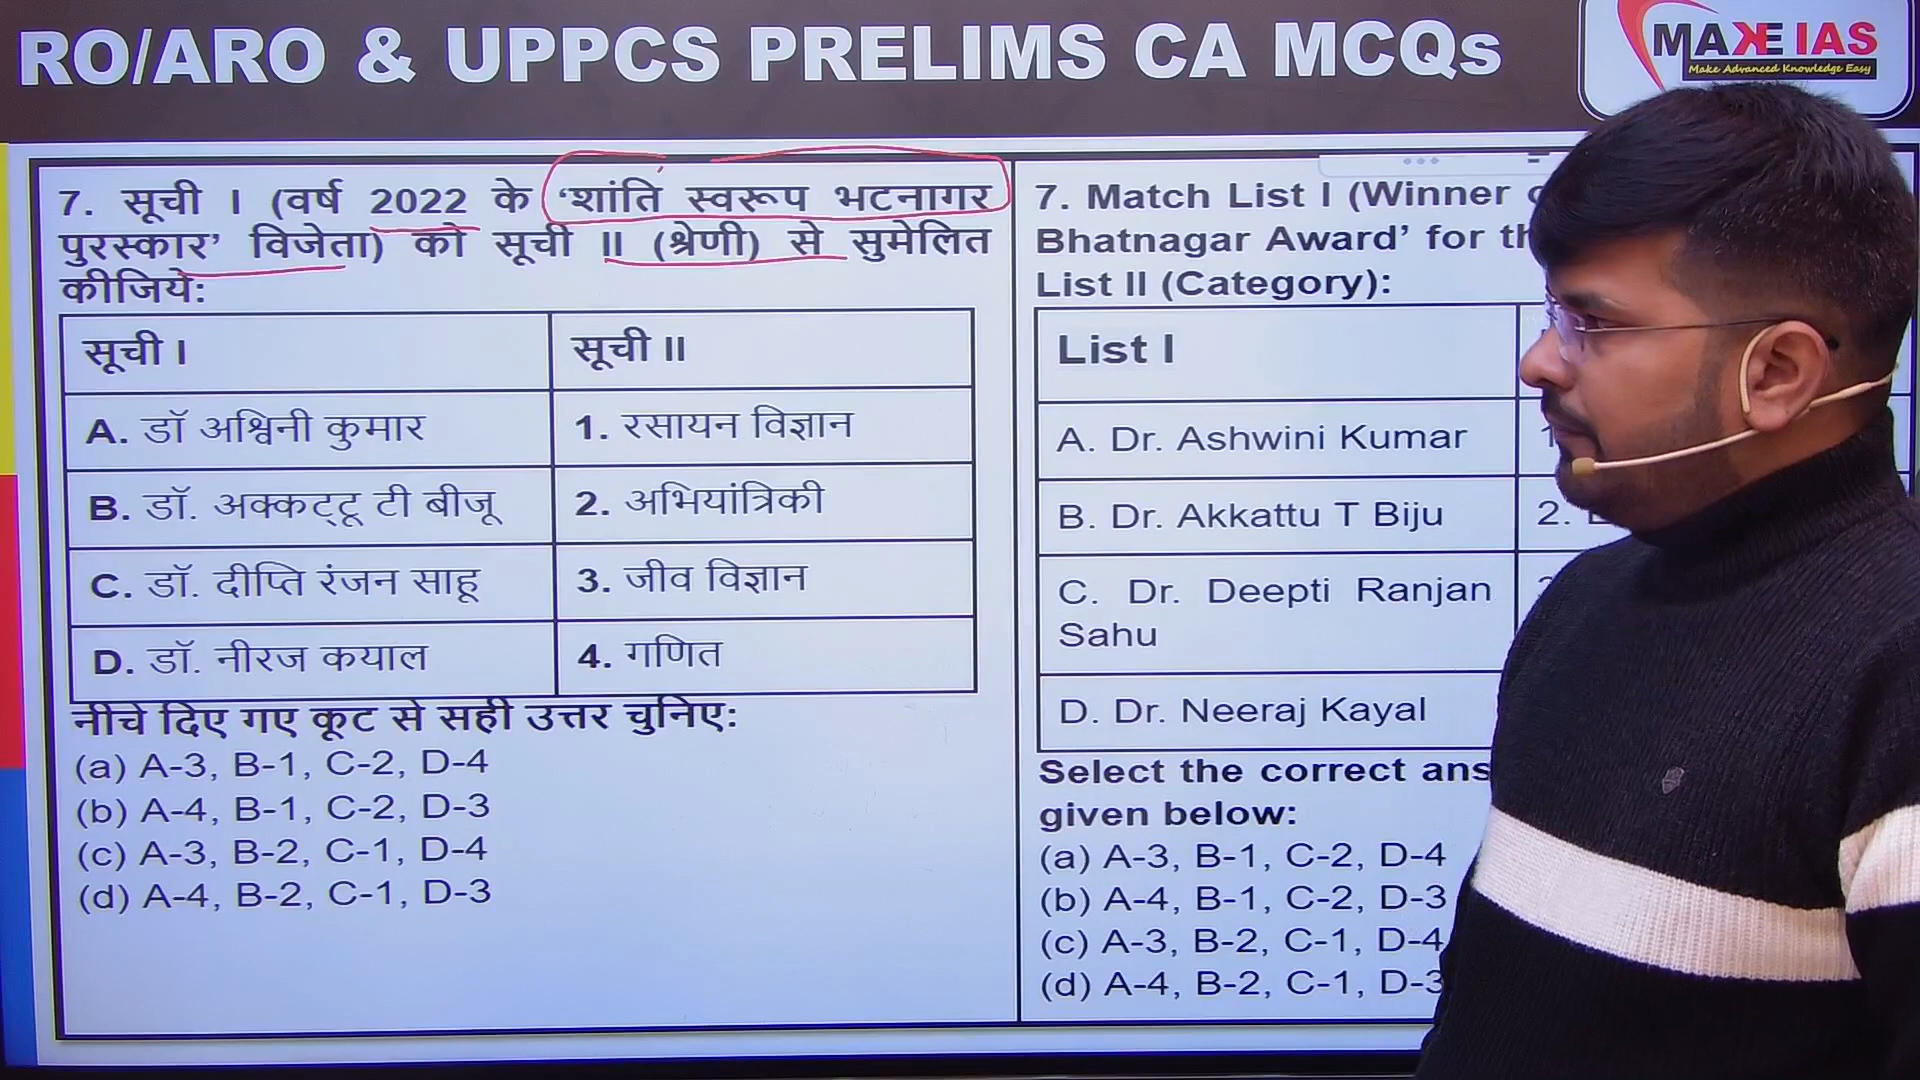 RO/ARO & UPPCS PRELIMS CA MCQs
MAKE IAS
Make Advanced Knowledge Easy
7. सूची I (वर्ष 2022 के ‘शांति स्वरूप भटनागर
पुरस्कार’ विजेता) को सूची II (श्रेणी) से सुमेलित
कीजिये:
सूची I
सूची II
A. डॉ अश्विनी कुमार
1. रसायन विज्ञान
B. डॉ. अक्कट्टू टी बीजू
2. अभियांत्रिकी
C. डॉ. दीप्ति रंजन साहू
3. जीव विज्ञान
D. डॉ. नीरज कयाल
4. गणित
नीचे दिए गए कूट से सही उत्तर चुनिए:
(a) A-3, B-1, C-2, D-4
(b) A-4, B-1, C-2, D-3
(c) A-3, B-2, C-1, D-4
(d) A-4, B-2, C-1, D-3
7. Match List I (Winner
Bhatnagar Award’ for
List II (Category):
List I
A. Dr. Ashwini Kumar
B. Dr. Akkattu T Biju
2.
C. Dr. Deepti Ranjan
Sahu
D. Dr. Neeraj Kayal
Select the correct
given below:
(a) A-3, B-1, C-2, D-4
(b) A-4, B-1, C-2, D-3
(c) A-3, B-2, C-1, D-4
(d) A-4, B-2, C-1, D-3